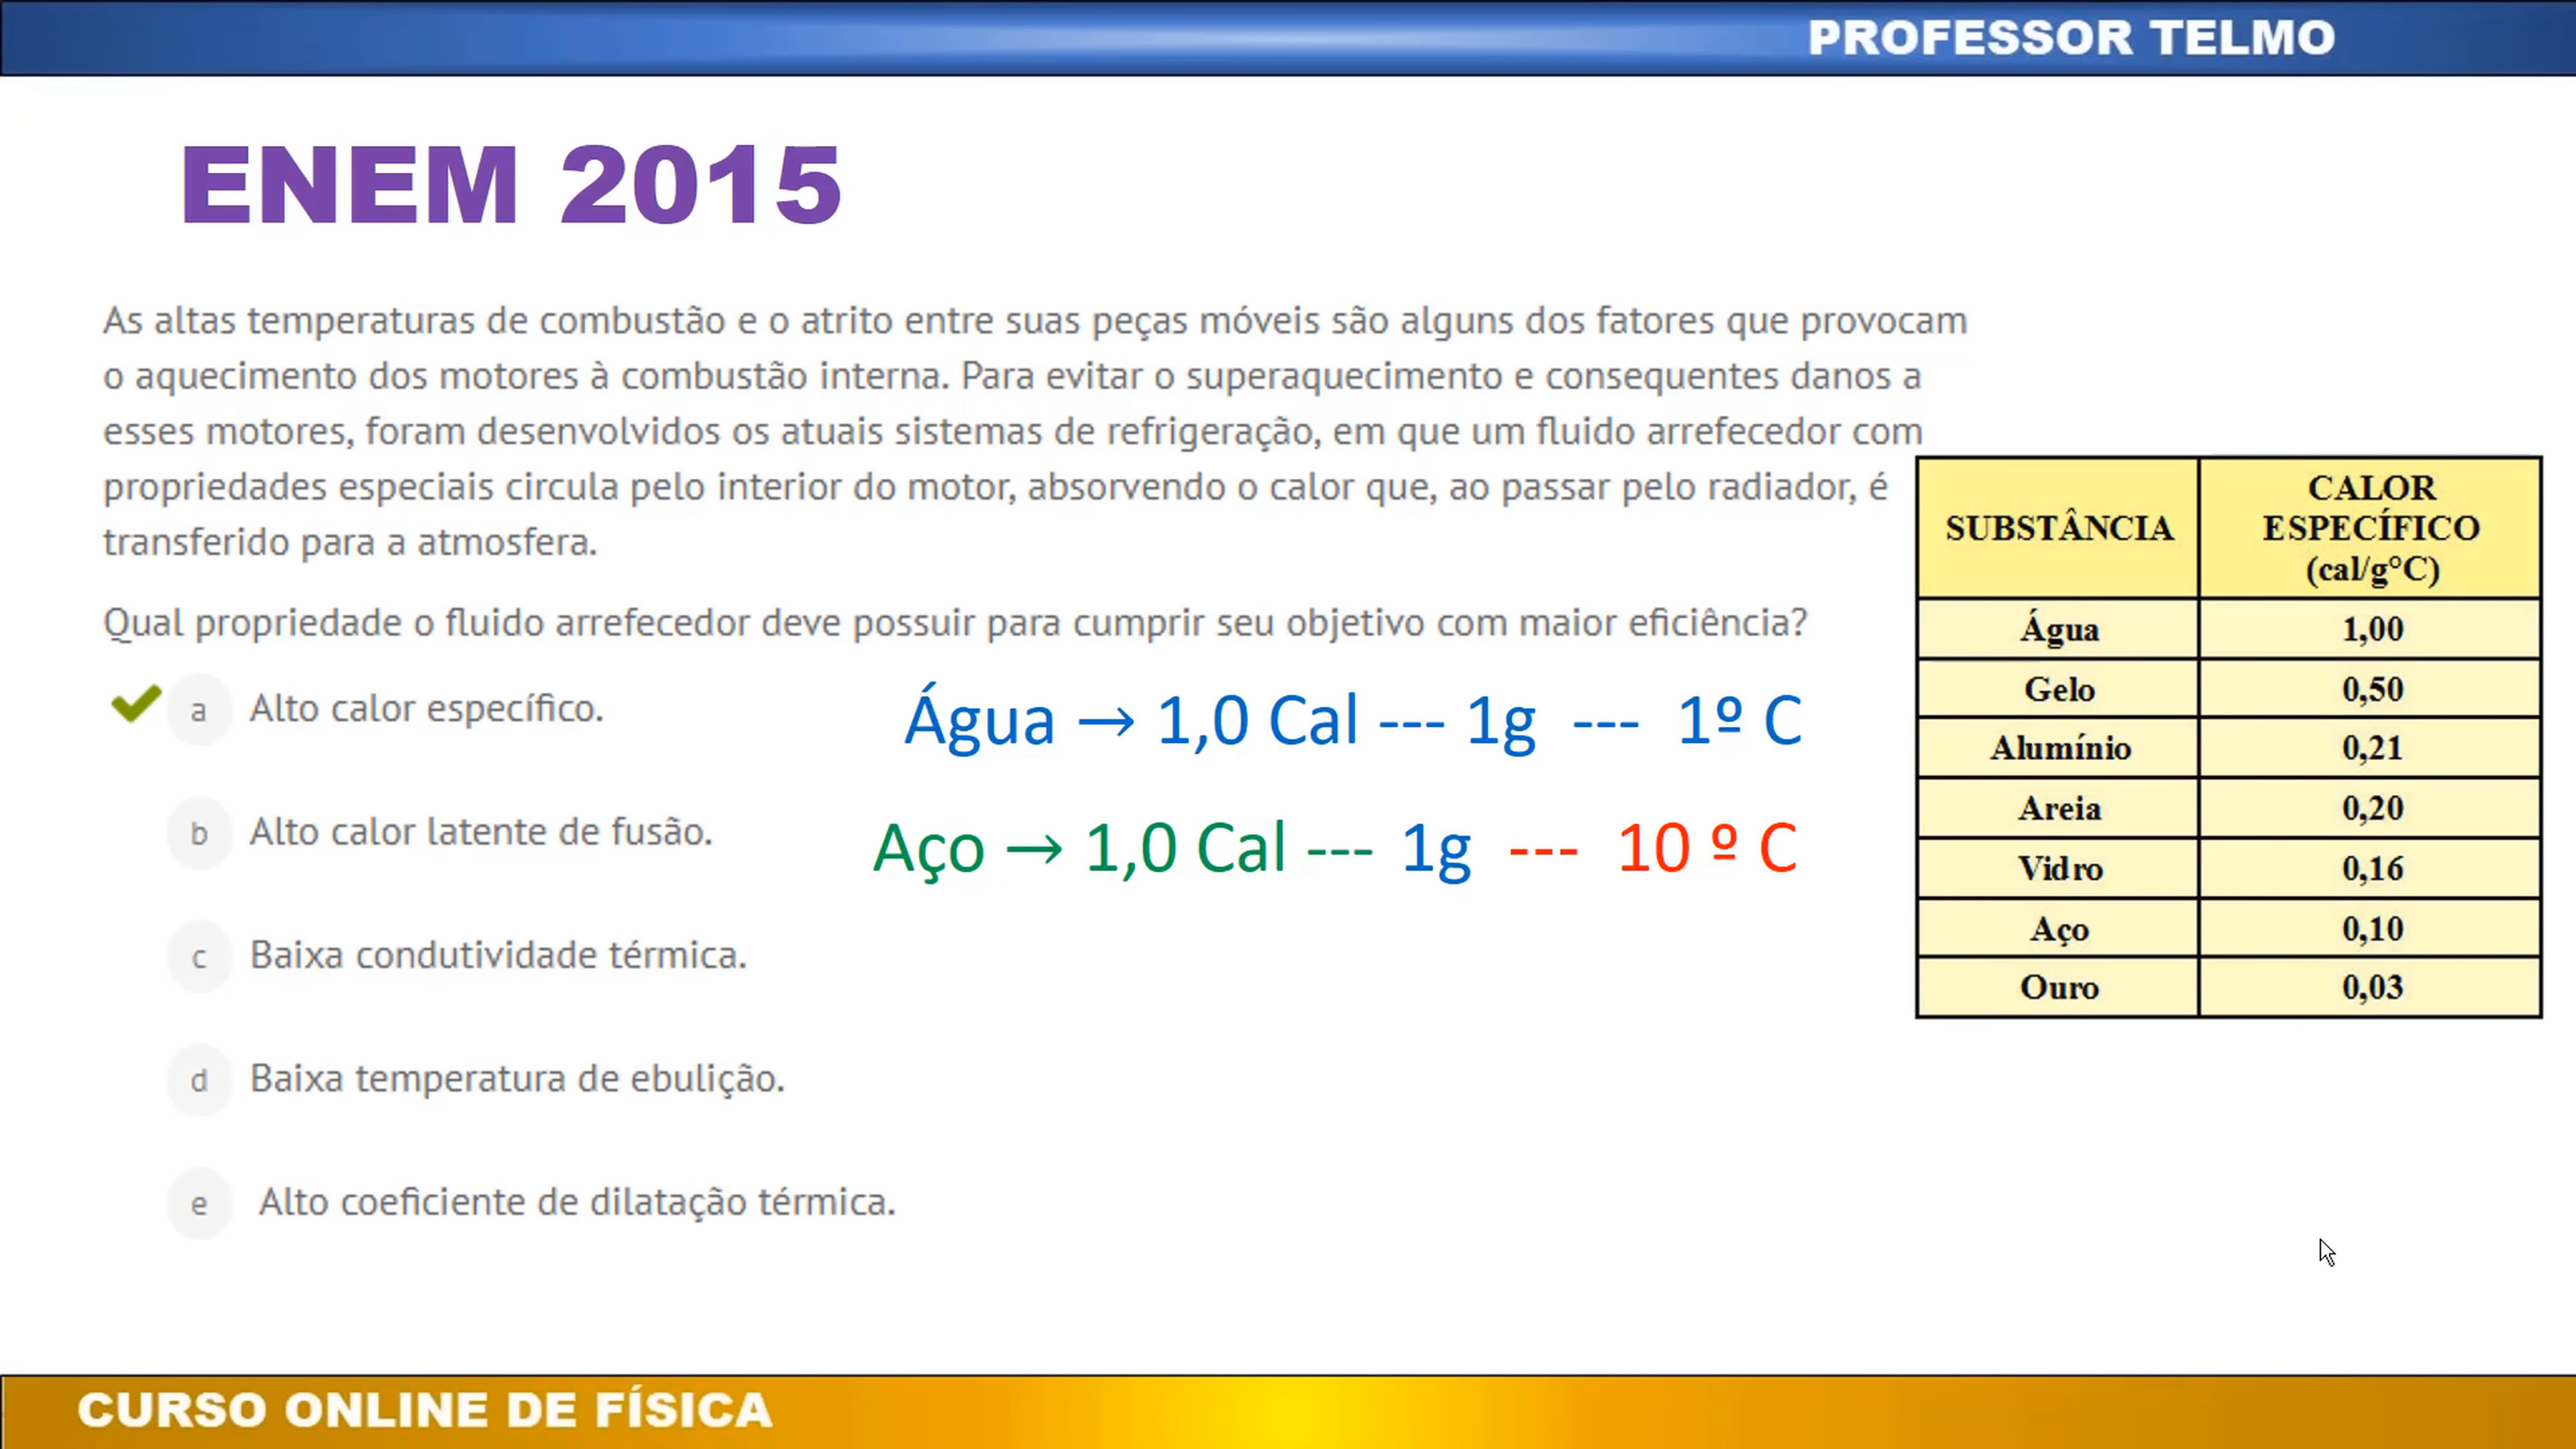 PROFESSOR TELMO
ENEM 2015
As altas temperaturas de combustão e o atrito entre suas peças móveis são alguns dos fatores que provocam
o aquecimento dos motores à combustão interna. Para evitar o superaquecimento e consequentes danos a
esses motores, foram desenvolvidos os atuais sistemas de refrigeração, em que um fluido arrefecedor com
propriedades especiais circula pelo interior do motor, absorvendo o calor que, ao passar pelo radiador, é
transferido para a atmosfera.
Qual propriedade o fluido arrefecedor deve possuir para cumprir seu objetivo com maior eficiência?
a Alto calor específico.
b Alto calor latente de fusão.
c Baixa condutividade térmica.
d Baixa temperatura de ebulição.
e Alto coeficiente de dilatação térmica.
Água → 1,0 Cal --- 1g --- 1º C
Aço → 1,0 Cal --- 1g --- 10 º C
SUBSTÂNCIA CALOR ESPECÍFICO (cal/g°C)
Água 1,00
Gelo 0,50
Alumínio 0,21
Areia 0,20
Vidro 0,16
Aço 0,10
Ouro 0,03
CURSO ONLINE DE FÍSICA